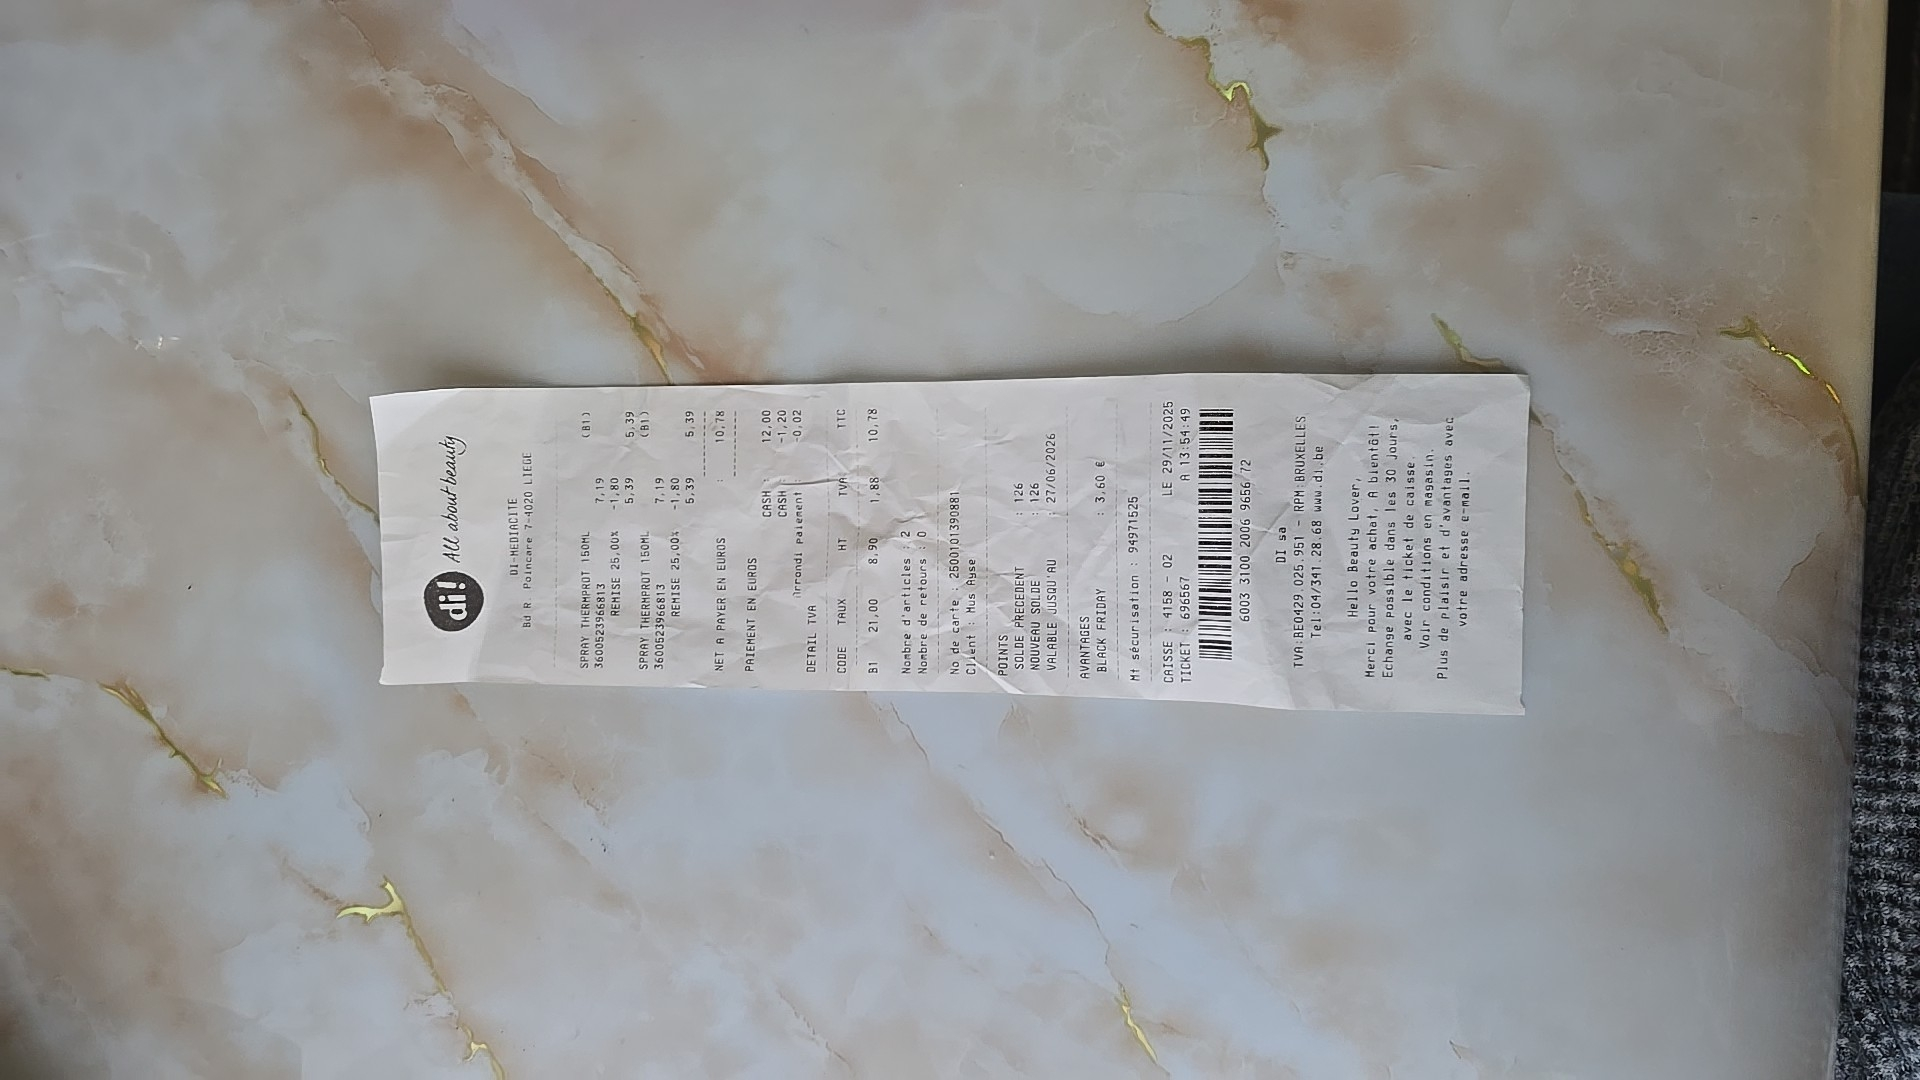 di! All about beauty
DI-MEDIACITE
Bd R. Poincare 7-4020 LIEGE
SPRAY THERMPROT 150ML 7,19 (B1)
3600523966813 -1,80
REMISE 25,00% 5,39 5,39
SPRAY THERMPROT 150ML 7,19 (B1)
3600523966813 -1,80
REMISE 25,00% 5,39 5,39
NET A PAYER EN EUROS : 10,78
PAIEMENT EN EUROS
CASH : 12,00
CASH : -1,20
Arrondi paiement : -0,02
DETAIL TVA
CODE TAUX HT TVA TTC
B1 21,00 8,90 1,88 10,78
Nombre d'articles : 2
Nombre de retours : 0
No de carte : 2500101390881
Client : Mus Ayse
POINTS
SOLDE PRECEDENT : 126
NOUVEAU SOLDE : 126
VALABLE JUSQU'AU : 27/06/2026
AVANTAGES
BLACK FRIDAY : 3,60 €
Mt sécurisation : 94971525
CAISSE : 4158 - 02 LE 29/11/2025
TICKET : 696567 A 13:54:49
6003 3100 2006 9656 72
DI sa
TVA:BE0429.025.951 - RPM:BRUXELLES
Tel:04/341.28.68 www.di.be
Hello Beauty Lover,
Merci pour votre achat, A bientôt!
Echange possible dans les 30 Jours,
avec le ticket de caisse.
Voir conditions en magasin.
Plus de plaisir et d'avantages avec
votre adresse e-mail.